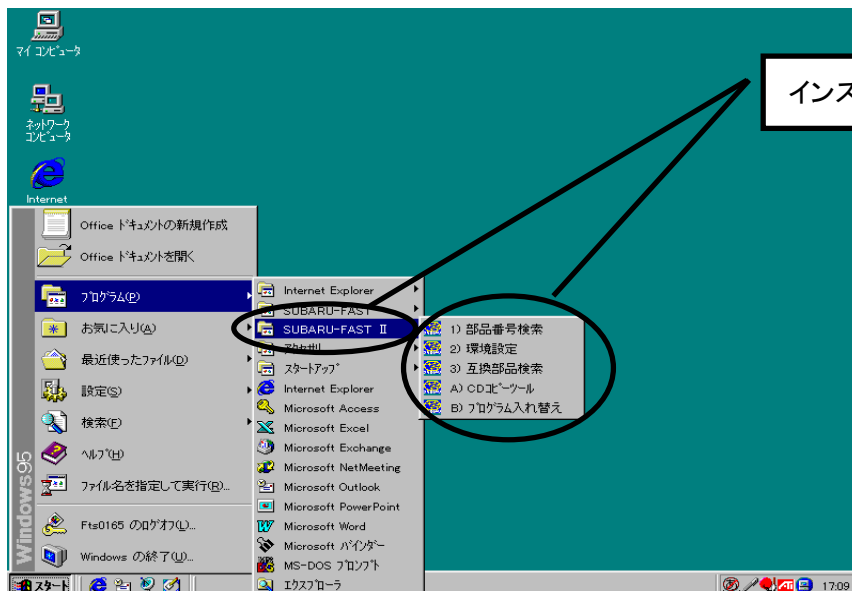 マイ コンピュータ
ネットワーク
コンピュータ
Internet
インス
Office ドキュメントの新規作成
Office ドキュメントを開く
プログラム(P)
お気に入り(A)
最近使ったファイル(D)
設定(S)
検索(F)
ヘルプ(H)
ファイル名を指定して実行(R)...
Fts0165 のログオフ(L)...
Windows の終了(U)...
Windows95
Internet Explorer
SUBARU-FAST
SUBARU-FAST Ⅱ
アクセサリ
スタートアップ
Internet Explorer
Microsoft Access
Microsoft Excel
Microsoft Exchange
Microsoft NetMeeting
Microsoft Outlook
Microsoft PowerPoint
Microsoft Word
Microsoft バインダー
MS-DOS プロンプト
エクスプローラ
1) 部品番号検索
2) 環境設定
3) 互換部品検索
A) CDコピーツール
B) プログラム入れ替え
スタート
17:09